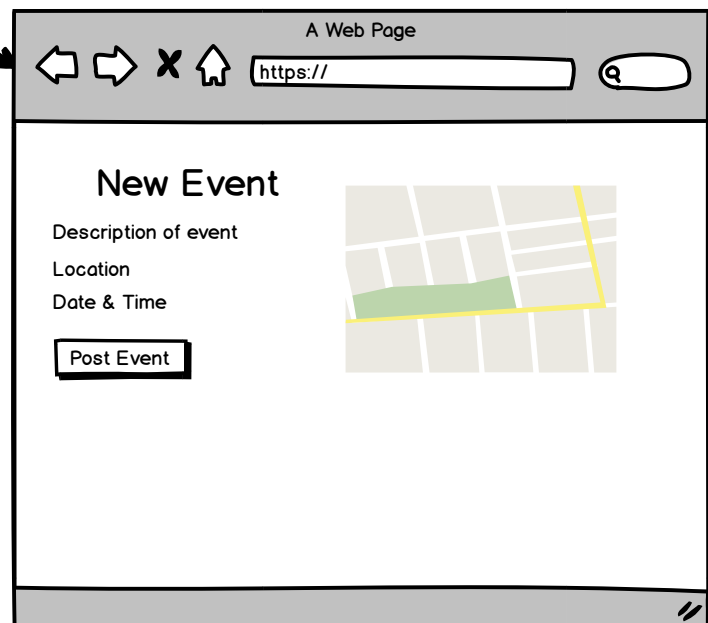 A Web Page
https://
New Event
Description of event
Location
Date & Time
Post Event